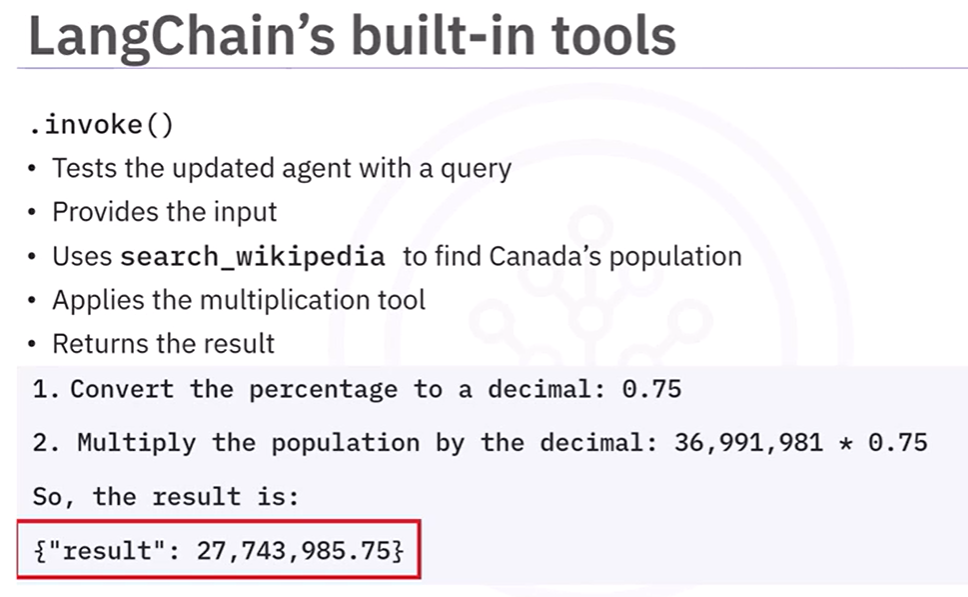 LangChain’s built-in tools
.invoke()
• Tests the updated agent with a query
• Provides the input
• Uses search_wikipedia to find Canada’s population
• Applies the multiplication tool
• Returns the result
1. Convert the percentage to a decimal: 0.75
2. Multiply the population by the decimal: 36,991,981 * 0.75
So, the result is:
{"result": 27,743,985.75}